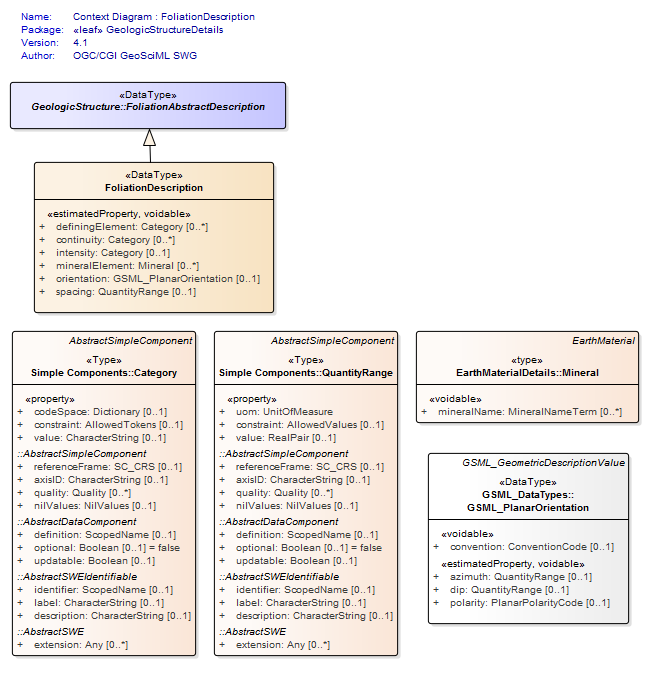 Name: Context Diagram : FoliationDescription
Package: «leaf» GeologicStructureDetails
Version: 4.1
Author: OGC/CGI GeoSciML SWG
«DataType»
GeologicStructure::FoliationAbstractDescription
«DataType»
FoliationDescription
«estimatedProperty, voidable»
+ definingElement: Category [0..*]
+ continuity: Category [0..*]
+ intensity: Category [0..1]
+ mineralElement: Mineral [0..*]
+ orientation: GSML_PlanarOrientation [0..1]
+ spacing: QuantityRange [0..1]
AbstractSimpleComponent
«Type»
Simple Components::Category
«property»
+ codeSpace: Dictionary [0..1]
+ constraint: AllowedTokens [0..1]
+ value: CharacterString [0..1]
::AbstractSimpleComponent
+ referenceFrame: SC_CRS [0..1]
+ axisID: CharacterString [0..1]
+ quality: Quality [0..*]
+ nilValues: NilValues [0..1]
::AbstractDataComponent
+ definition: ScopedName [0..1]
+ optional: Boolean [0..1] = false
+ updatable: Boolean [0..1]
::AbstractSWEIdentifiable
+ identifier: ScopedName [0..1]
+ label: CharacterString [0..1]
+ description: CharacterString [0..1]
::AbstractSWE
+ extension: Any [0..*]
AbstractSimpleComponent
«Type»
Simple Components::QuantityRange
«property»
+ uom: UnitOfMeasure
+ constraint: AllowedValues [0..1]
+ value: RealPair [0..1]
::AbstractSimpleComponent
+ referenceFrame: SC_CRS [0..1]
+ axisID: CharacterString [0..1]
+ quality: Quality [0..*]
+ nilValues: NilValues [0..1]
::AbstractDataComponent
+ definition: ScopedName [0..1]
+ optional: Boolean [0..1] = false
+ updatable: Boolean [0..1]
::AbstractSWEIdentifiable
+ identifier: ScopedName [0..1]
+ label: CharacterString [0..1]
+ description: CharacterString [0..1]
::AbstractSWE
+ extension: Any [0..*]
EarthMaterial
«type»
EarthMaterialDetails::Mineral
«voidable»
+ mineralName: MineralNameTerm [0..*]
GSML_GeometricDescriptionValue
«DataType»
GSML_DataTypes::
GSML_PlanarOrientation
«voidable»
+ convention: ConventionCode [0..1]
«estimatedProperty, voidable»
+ azimuth: QuantityRange [0..1]
+ dip: QuantityRange [0..1]
+ polarity: PlanarPolarityCode [0..1]